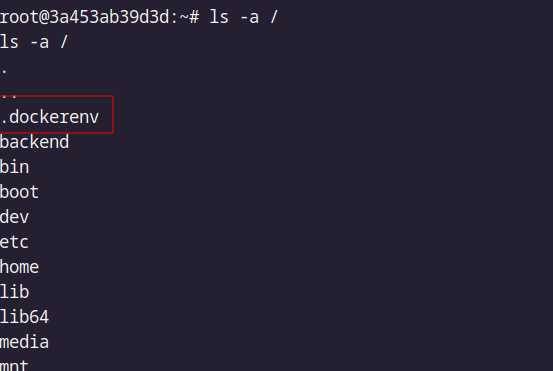 root@3a453ab39d3d:~# ls -a /
ls -a /
.
..
.dockerenv
backend
bin
boot
dev
etc
home
lib
lib64
media
mnt